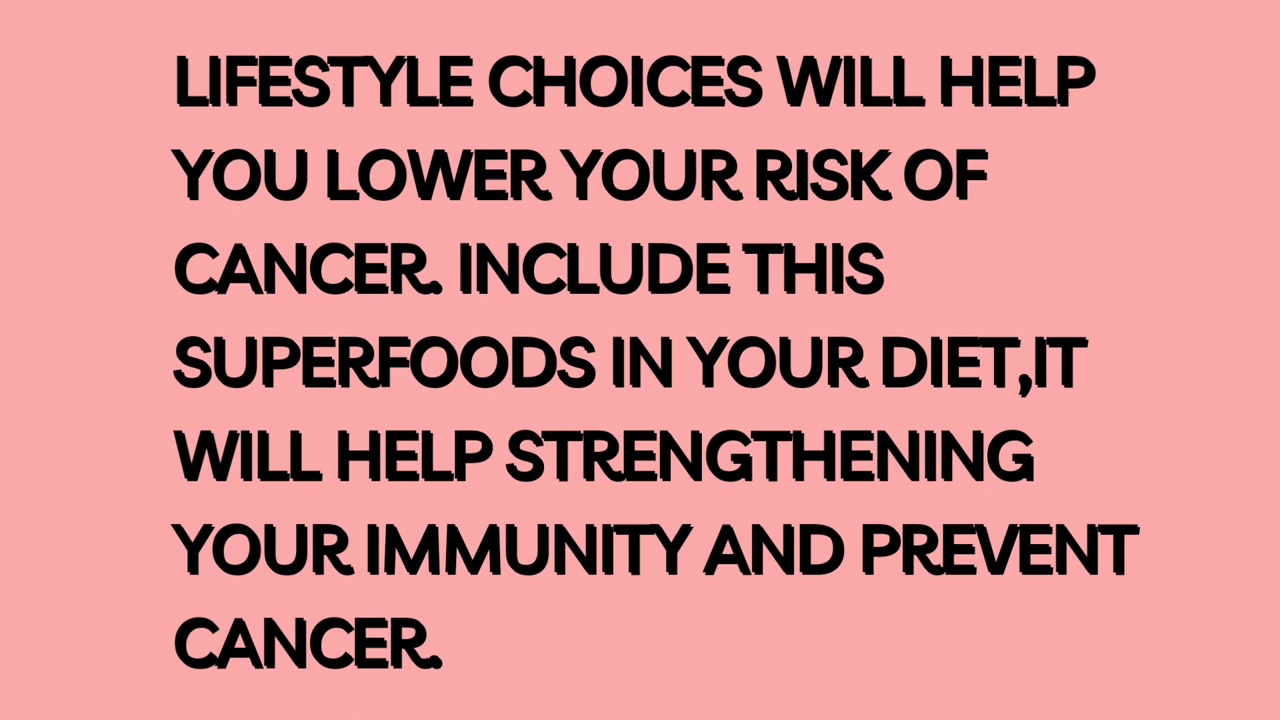 LIFESTYLE CHOICES WILL HELP
YOU LOWER YOUR RISK OF
CANCER. INCLUDE THIS
SUPERFOODS IN YOUR DIET,IT
WILL HELP STRENGTHENING
YOUR IMMUNITY AND PREVENT
CANCER.